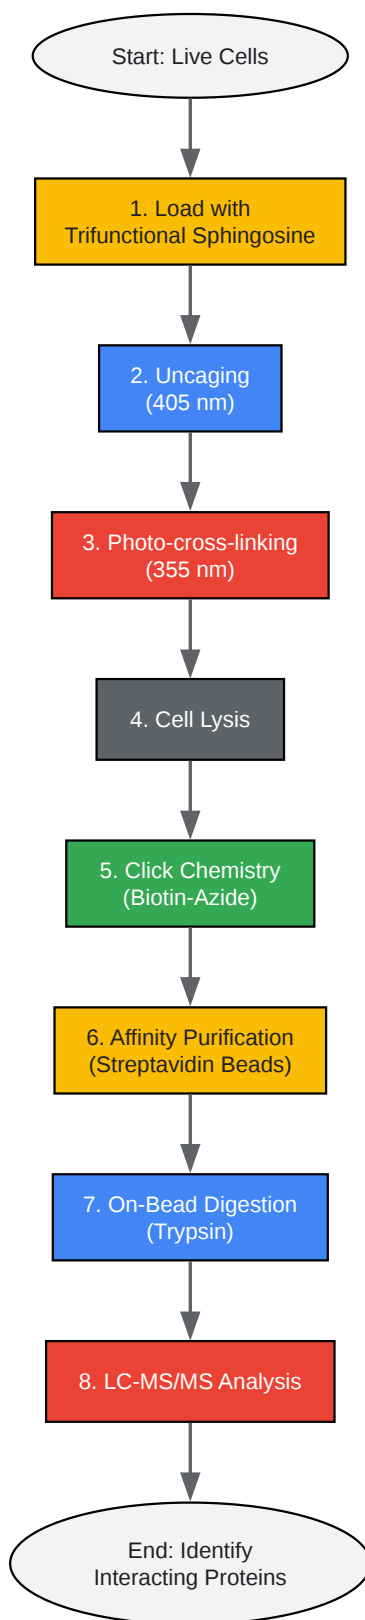 Start: Live Cells
1. Load with
Trifunctional Sphingosine
2. Uncaging
(405 nm)
3. Photo-cross-linking
(355 nm)
4. Cell Lysis
5. Click Chemistry
(Biotin-Azide)
6. Affinity Purification
(Streptavidin Beads)
7. On-Bead Digestion
(Trypsin)
8. LC-MS/MS Analysis
End: Identify
Interacting Proteins